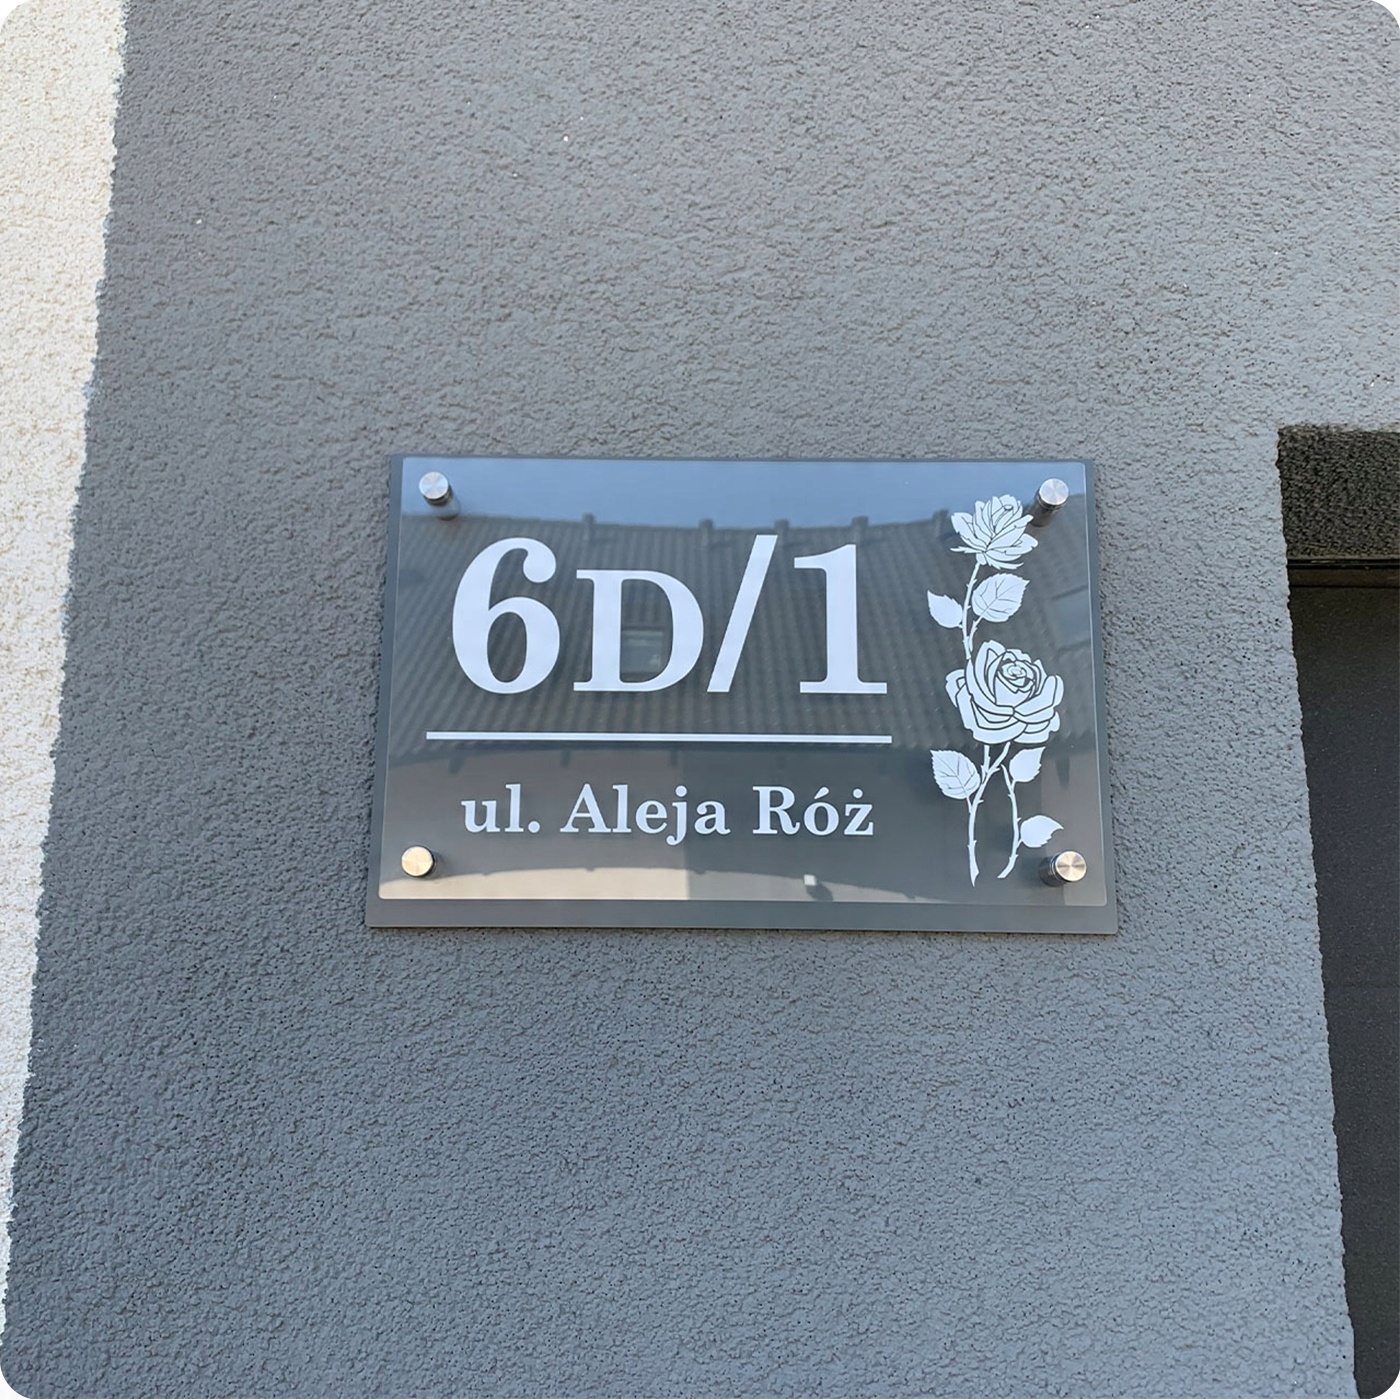 6D/1
ul. Aleja Róż